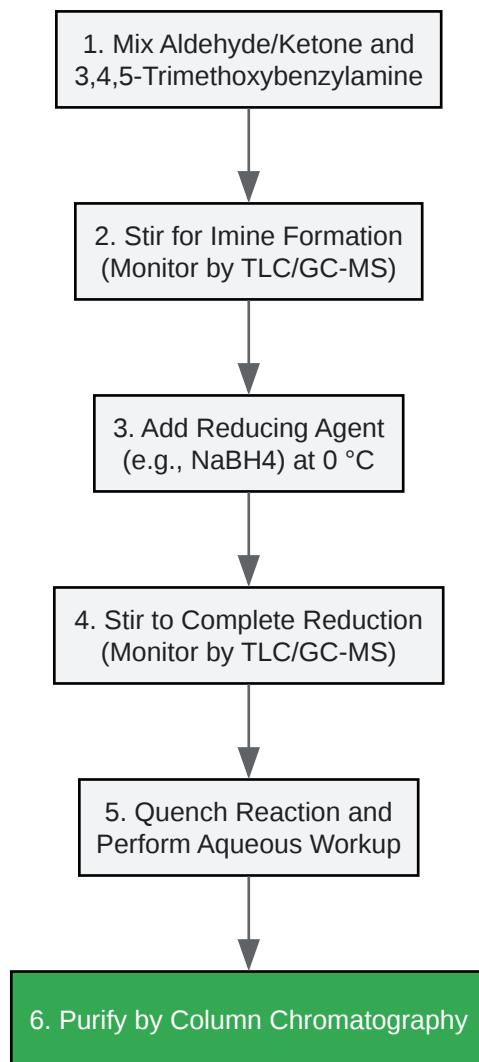 1. Mix Aldehyde/Ketone and
3,4,5-Trimethoxybenzylamine
2. Stir for Imine Formation
(Monitor by TLC/GC-MS)
3. Add Reducing Agent
(e.g., NaBH4) at 0 °C
4. Stir to Complete Reduction
(Monitor by TLC/GC-MS)
5. Quench Reaction and
Perform Aqueous Workup
6. Purify by Column Chromatography